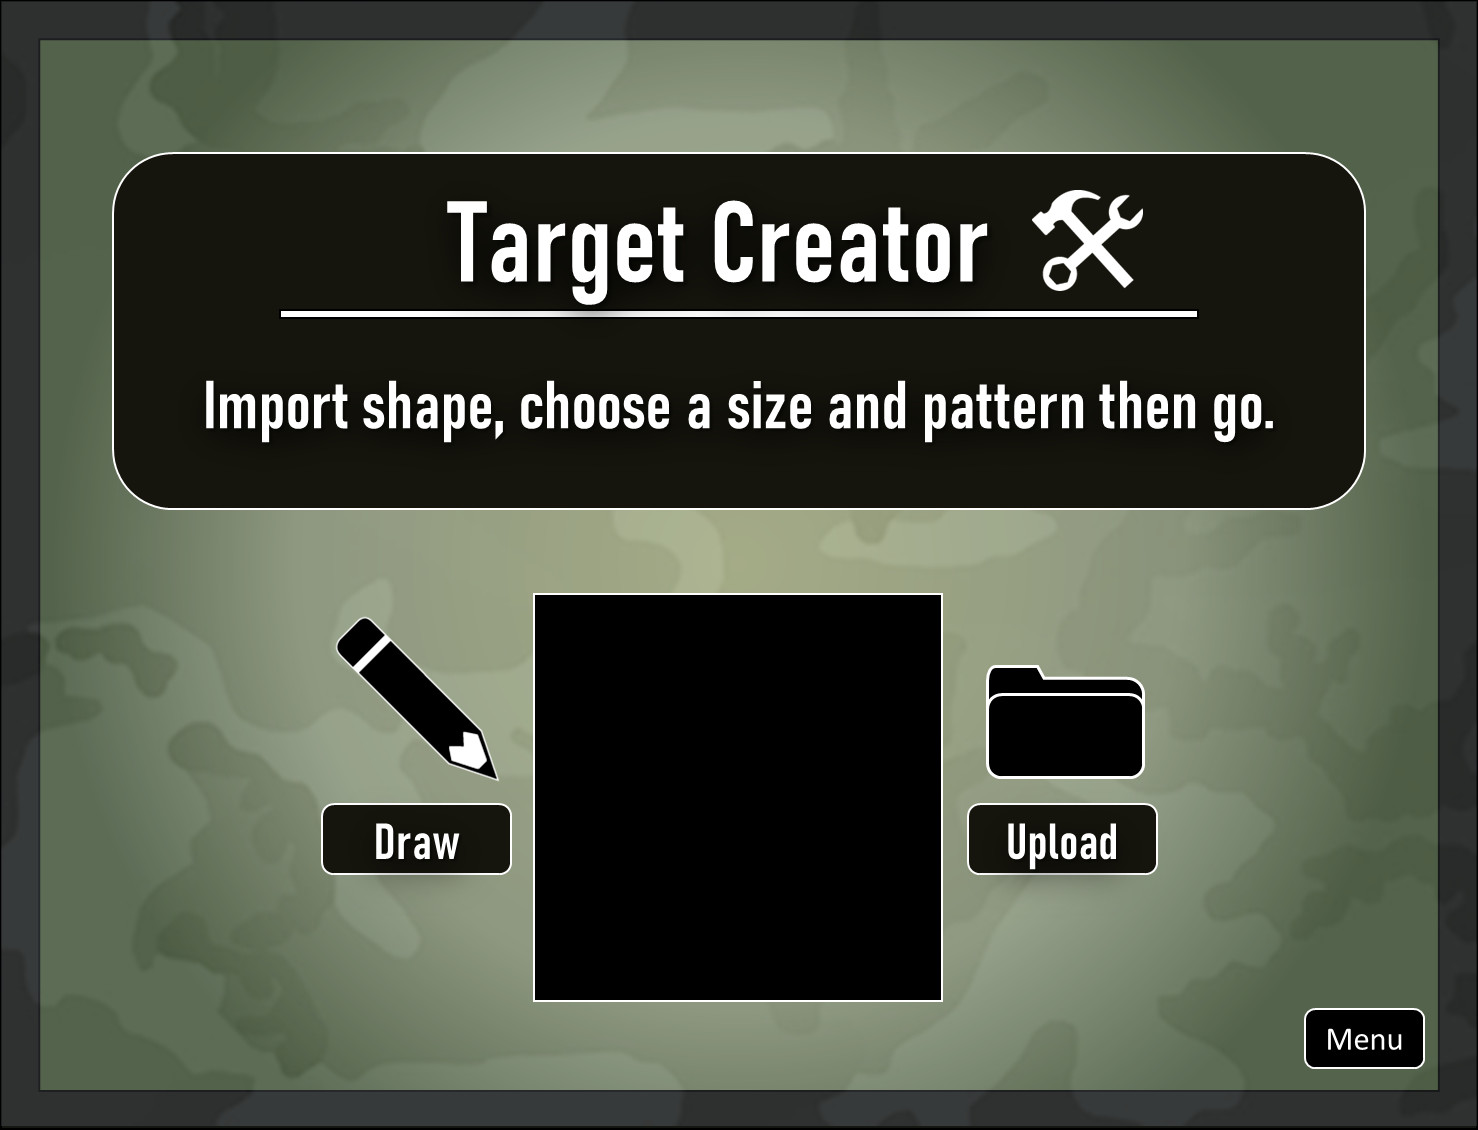 Target Creator
Import shape, choose a size and pattern then go.
Draw
Upload
Menu